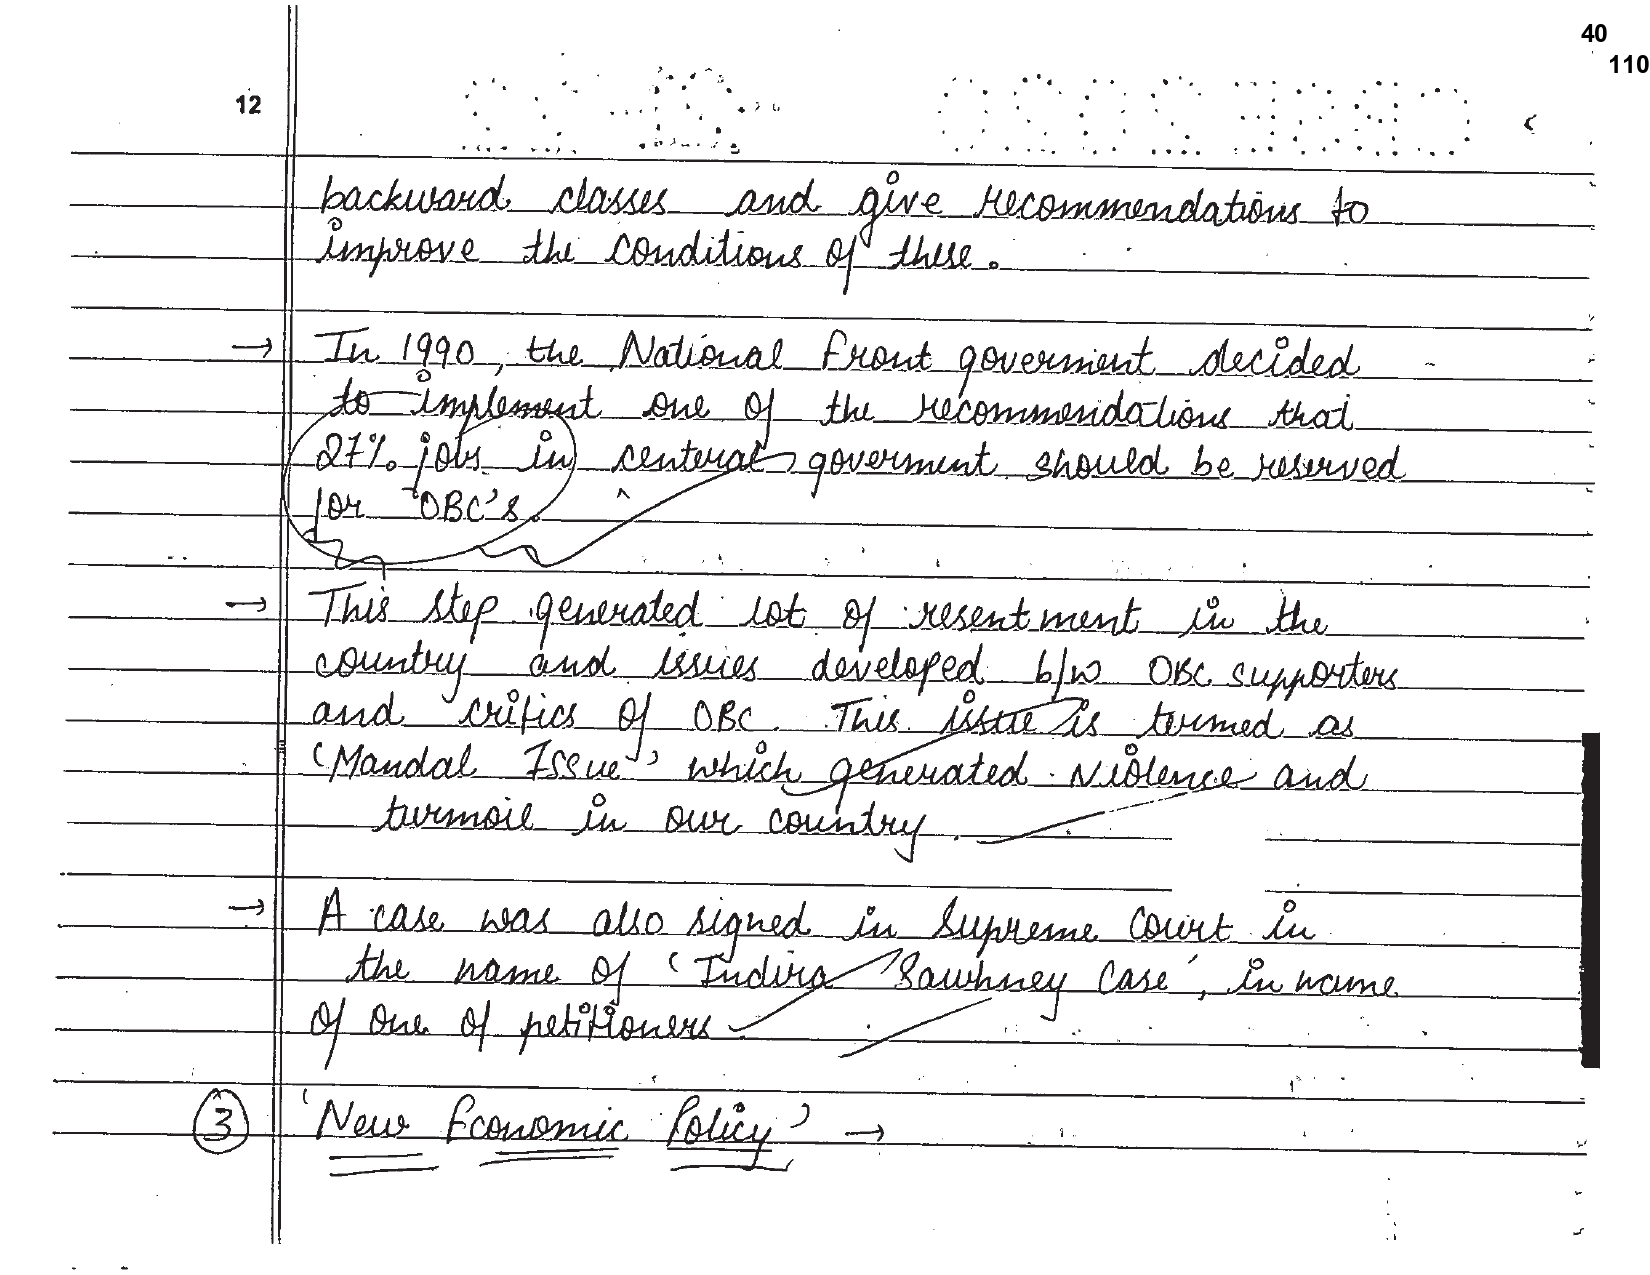 40
110
12
CBSE 2020
backward classes and give recommendations to
improve the conditions of these.
→ In 1990, the National Front goverment decided
to implement one of the recommendations that
27% jobs in centeral goverment should be reserved
for 'OBC's.
→ This step generated lot of resentment in the
country and issues developed b/w OBC supporters
and critics of OBC. This issue is termed as
'Mandal Issue' which generated violence and
turmoil in our country.
→ A case was also signed in Supreme Court in
the name of 'Indira Sawhney Case', in name
of one of petitioners
③ 'New Economic Policy' →